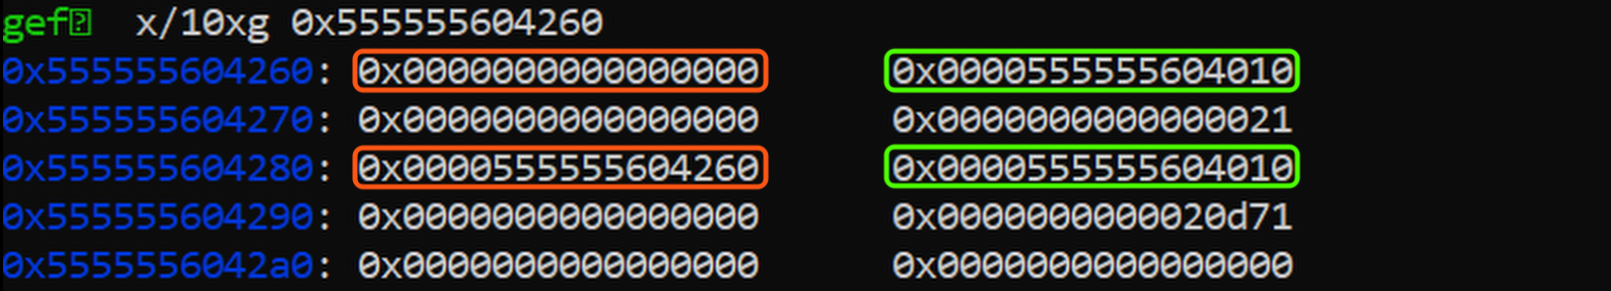 gef⍰  x/10xg 0x555555604260
0x555555604260: 0x0000000000000000 0x0000555555604010
0x555555604270: 0x0000000000000000 0x0000000000000021
0x555555604280: 0x0000555555604260 0x0000555555604010
0x555555604290: 0x0000000000000000 0x0000000000020d71
0x5555556042a0: 0x0000000000000000 0x0000000000000000